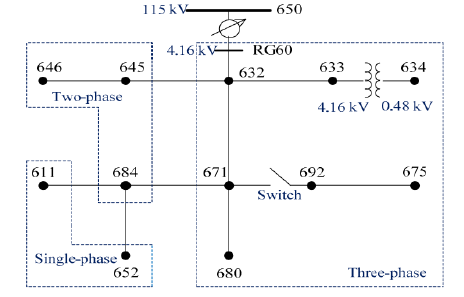 115 kV 650
4.16 kV RG60
646 645 632 633 634
Two-phase 4.16 kV 0.48 kV
611 684 671 692 675
Switch
Single-phase Three-phase
652 680